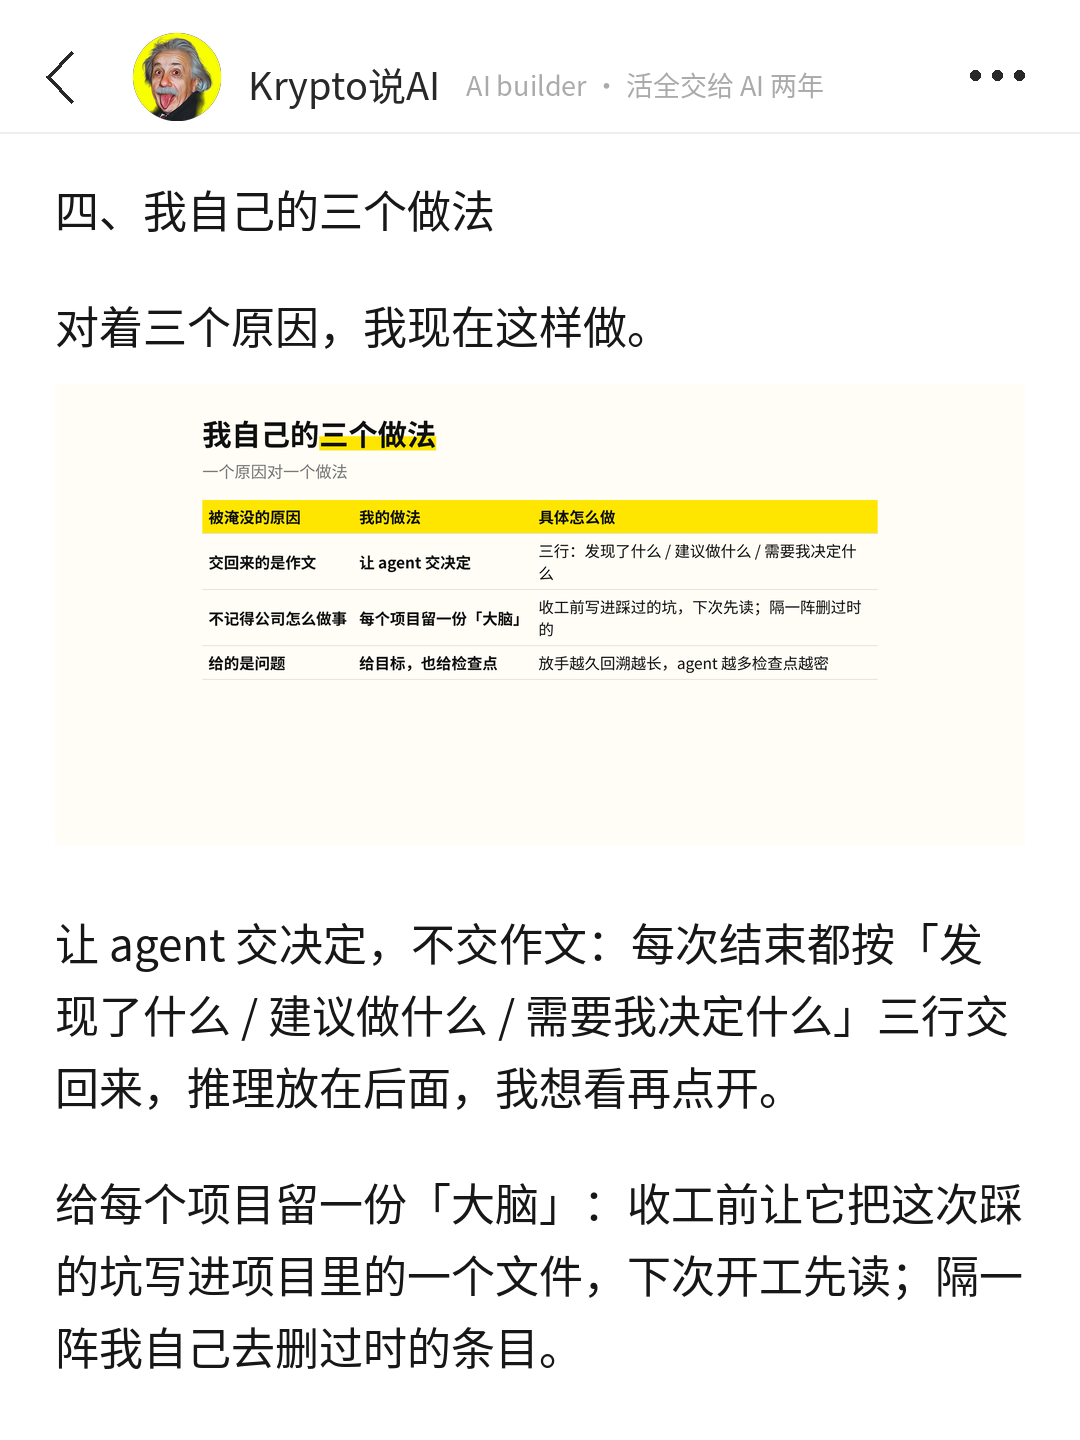 Krypto说AI AI builder · 活全交给 AI 两年
四、我自己的三个做法
对着三个原因，我现在这样做。
我自己的三个做法
一个原因对一个做法
被淹没的原因 我的做法 具体怎么做
交回来的是作文 让 agent 交决定 三行：发现了什么 / 建议做什么 / 需要我决定什
么
不记得公司怎么做事 每个项目留一份「大脑」 收工前写进踩过的坑，下次先读；隔一阵删过时
的
给的是问题 给目标，也给检查点 放手越久回溯越长，agent 越多检查点越密
让 agent 交决定，不交作文：每次结束都按「发
现了什么 / 建议做什么 / 需要我决定什么」三行交
回来，推理放在后面，我想看再点开。
给每个项目留一份「大脑」：收工前让它把这次踩
的坑写进项目里的一个文件，下次开工先读；隔一
阵我自己去删过时的条目。